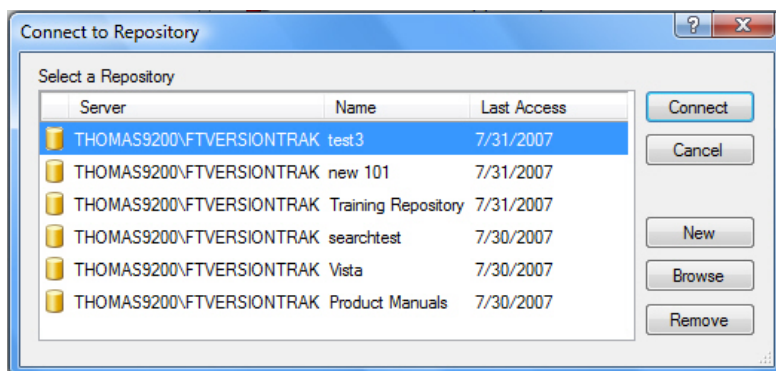 Connect to Repository
Select a Repository
Server Name Last Access
THOMAS9200\FTVERSIONTRAK test3 7/31/2007
THOMAS9200\FTVERSIONTRAK new 101 7/31/2007
THOMAS9200\FTVERSIONTRAK Training Repository 7/31/2007
THOMAS9200\FTVERSIONTRAK searchtest 7/30/2007
THOMAS9200\FTVERSIONTRAK Vista 7/30/2007
THOMAS9200\FTVERSIONTRAK Product Manuals 7/30/2007
Connect
Cancel
New
Browse
Remove